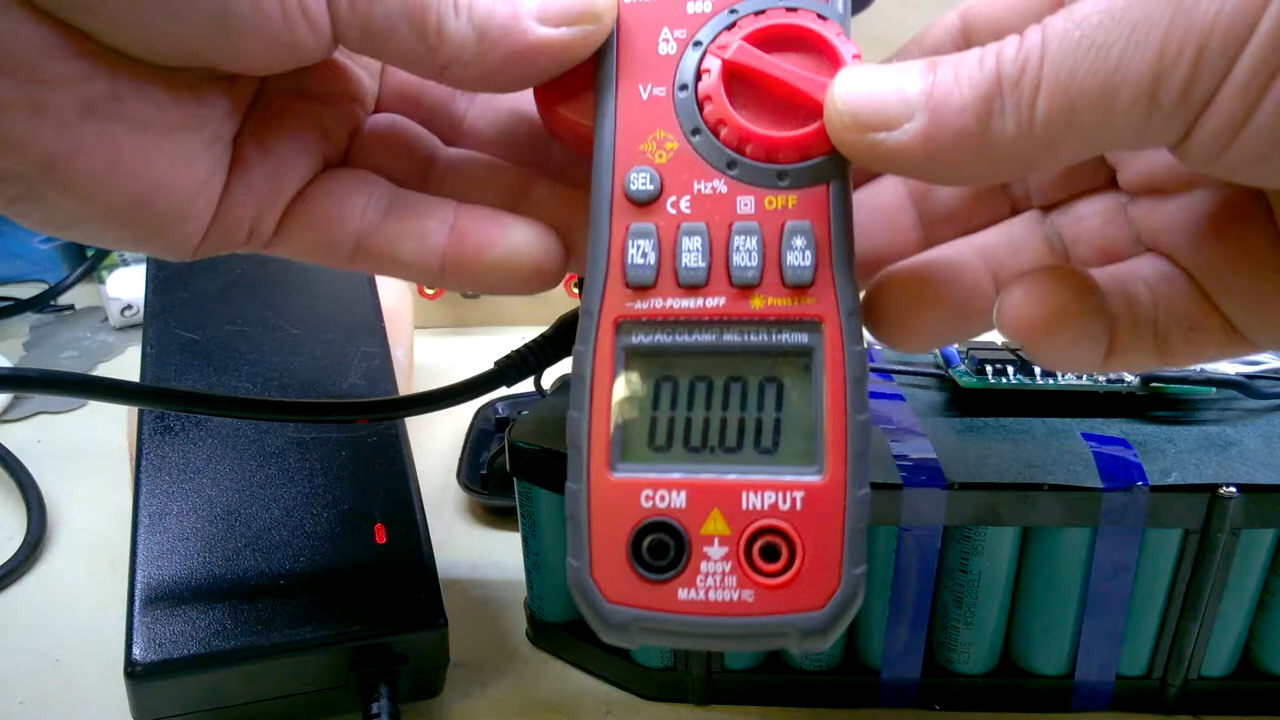 600
A≂
60
V≂
SEL
CE
Hz%
OFF
HZ%
INR
REL
PEAK
HOLD
HOLD
AUTO-POWER OFF
DC/AC CLAMP METER T-Rms
00.00
COM
INPUT
600V
CAT.III
MAX 600V≂